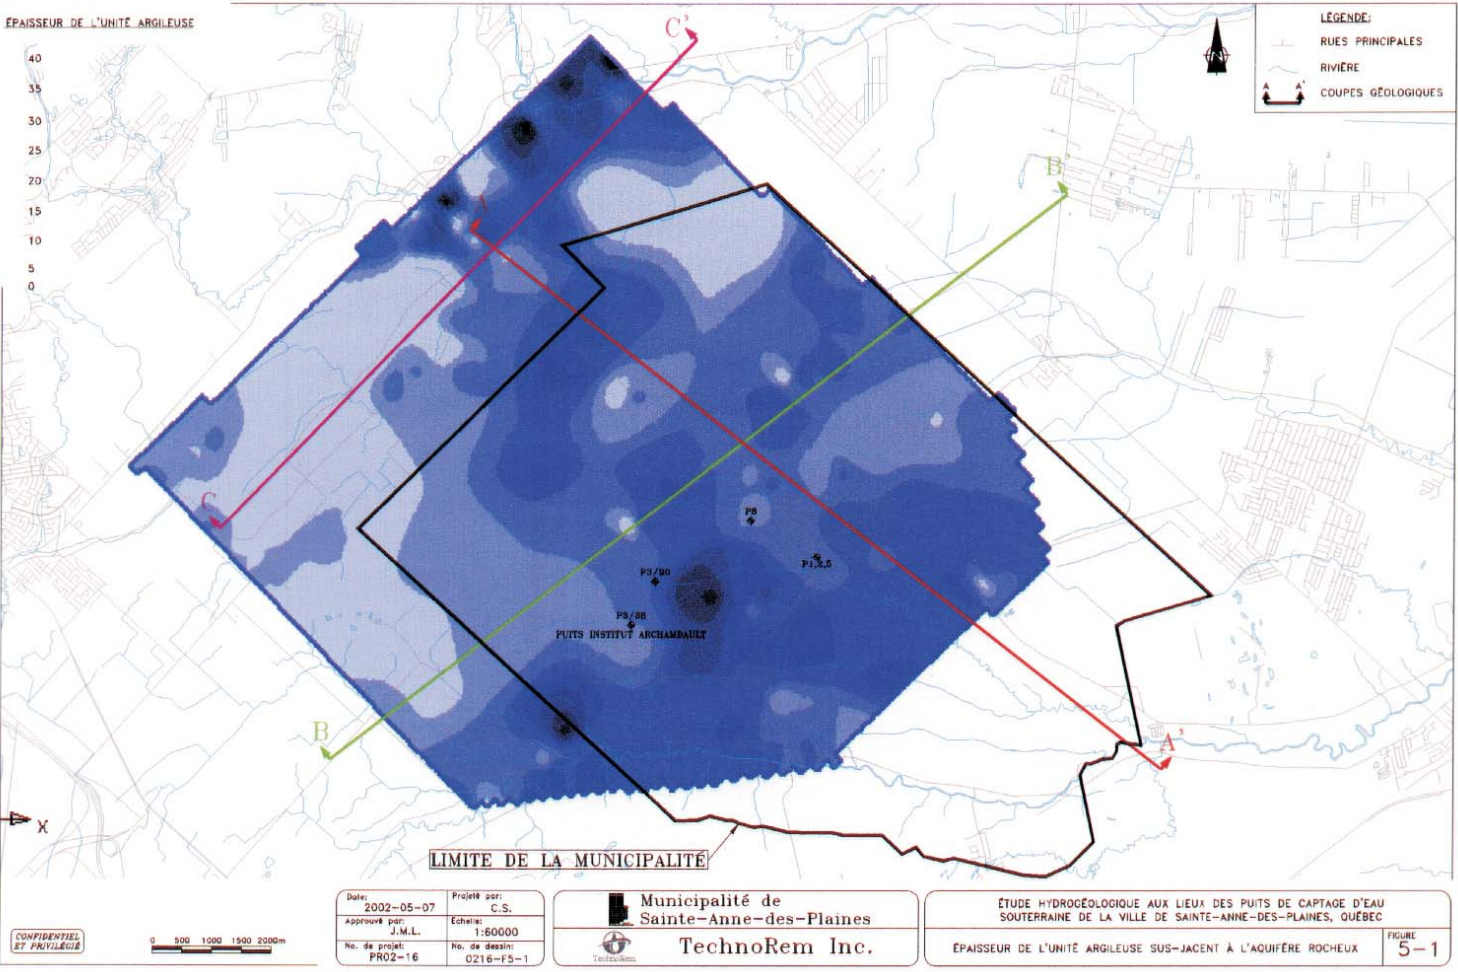 ÉPAISSEUR DE L'UNITÉ ARGILEUSE
40
35
30
25
20
15
10
5
0
LÉGENDE:
RUES PRINCIPALES
RIVIÈRE
A A'
COUPES GÉOLOGIQUES
C'
B'
A
C
P8
P1,2,5
P3/90
PUITS INSTITUT ARCHAMBAULT
B
A'
X
LIMITE DE LA MUNICIPALITÉ
CONFIDENTIEL
ET PRIVILÉGIÉ
0 500 1000 1500 2000m
Date:
2002-05-07
Projeté par:
C.S.
Approuvé par:
J.M.L.
Échelle:
1:60000
No. de projet:
PR02-16
No. de dessin:
0216-F5-1
Municipalité de
Sainte-Anne-des-Plaines
TechnoRem
TechnoRem Inc.
ÉTUDE HYDROGÉOLOGIQUE AUX LIEUX DES PUITS DE CAPTAGE D'EAU
SOUTERRAINE DE LA VILLE DE SAINTE-ANNE-DES-PLAINES, QUÉBEC
ÉPAISSEUR DE L'UNITÉ ARGILEUSE SUS-JACENT À L'AQUIFÈRE ROCHEUX
FIGURE
5-1